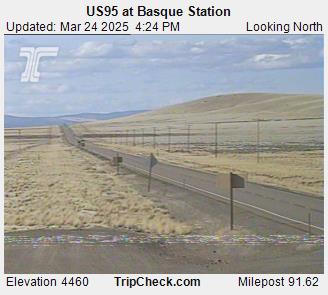 US95 at Basque Station
Updated: Mar 24 2025 4:24 PM Looking North
Elevation 4460 TripCheck.com Milepost 91.62